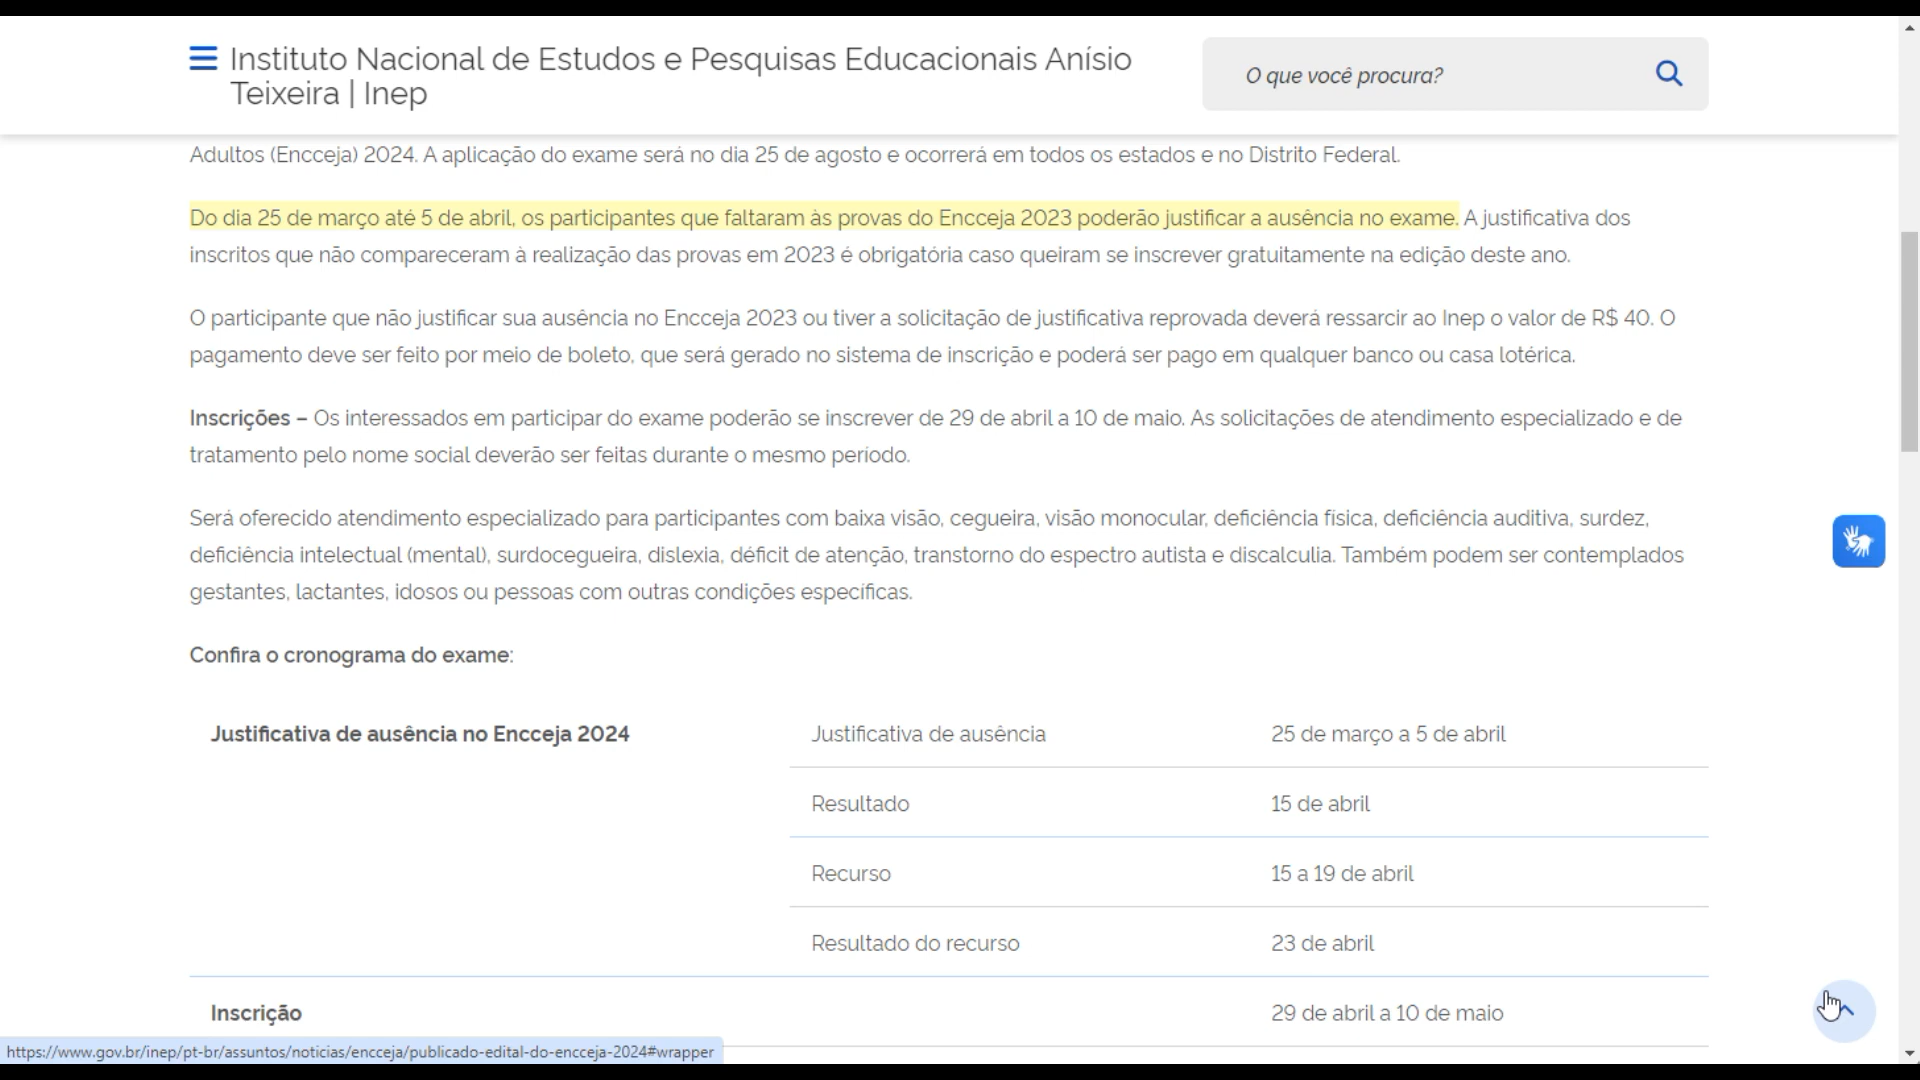 Instituto Nacional de Estudos e Pesquisas Educacionais Anísio
Teixeira | Inep
O que você procura?
Adultos (Encceja) 2024. A aplicação do exame será no dia 25 de agosto e ocorrerá em todos os estados e no Distrito Federal.
Do dia 25 de março até 5 de abril, os participantes que faltaram às provas do Encceja 2023 poderão justificar a ausência no exame. A justificativa dos
inscritos que não compareceram à realização das provas em 2023 é obrigatória caso queiram se inscrever gratuitamente na edição deste ano.
O participante que não justificar sua ausência no Encceja 2023 ou tiver a solicitação de justificativa reprovada deverá ressarcir ao Inep o valor de R$ 40. O
pagamento deve ser feito por meio de boleto, que será gerado no sistema de inscrição e poderá ser pago em qualquer banco ou casa lotérica.
Inscrições – Os interessados em participar do exame poderão se inscrever de 29 de abril a 10 de maio. As solicitações de atendimento especializado e de
tratamento pelo nome social deverão ser feitas durante o mesmo período.
Será oferecido atendimento especializado para participantes com baixa visão, cegueira, visão monocular, deficiência física, deficiência auditiva, surdez,
deficiência intelectual (mental), surdocegueira, dislexia, déficit de atenção, transtorno do espectro autista e discalculia. Também podem ser contemplados
gestantes, lactantes, idosos ou pessoas com outras condições específicas.
Confira o cronograma do exame:
Justificativa de ausência no Encceja 2024 Justificativa de ausência 25 de março a 5 de abril
Resultado 15 de abril
Recurso 15 a 19 de abril
Resultado do recurso 23 de abril
Inscrição 29 de abril a 10 de maio
https://www.gov.br/inep/pt-br/assuntos/noticias/encceja/publicado-edital-do-encceja-2024#wrapper